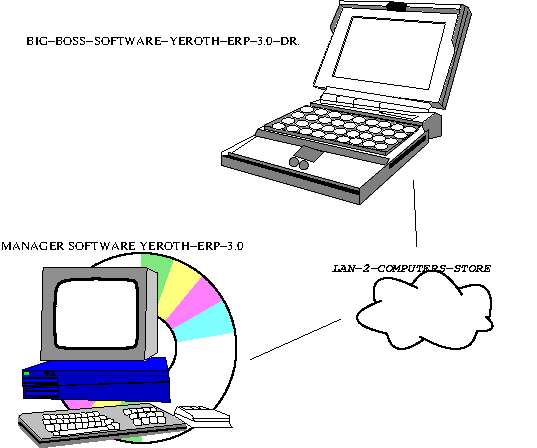 BIG-BOSS-SOFTWARE-YEROTH-ERP-3.0-DR.
MANAGER SOFTWARE YEROTH-ERP-3.0
LAN-2-COMPUTERS-STORE